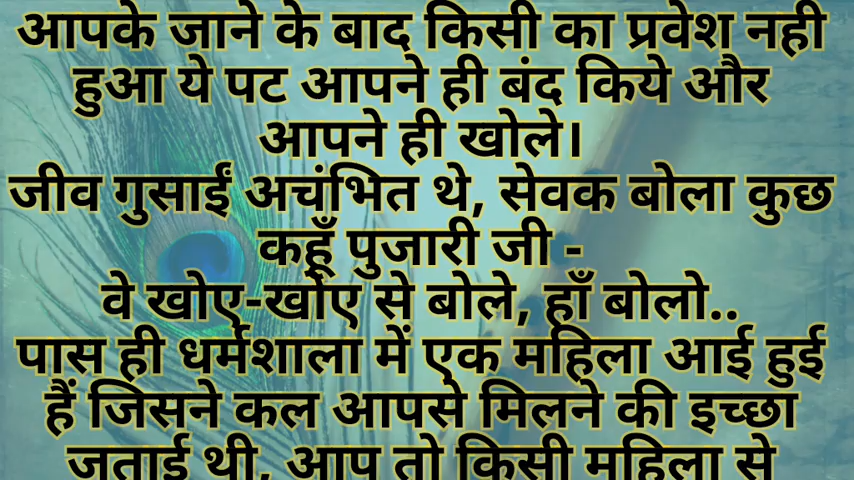 आपके जाने के बाद किसी का प्रवेश नही
हुआ ये पट आपने ही बंद किये और
आपने ही खोले।
जीव गुसाईं अचंभित थे, सेवक बोला कुछ
कहूँ पुजारी जी -
वे खोए-खोए से बोले, हाँ बोलो..
पास ही धर्मशाला में एक महिला आई हुई
हैं जिसने कल आपसे मिलने की इच्छा
जताई थी, आप तो किसी महिला से